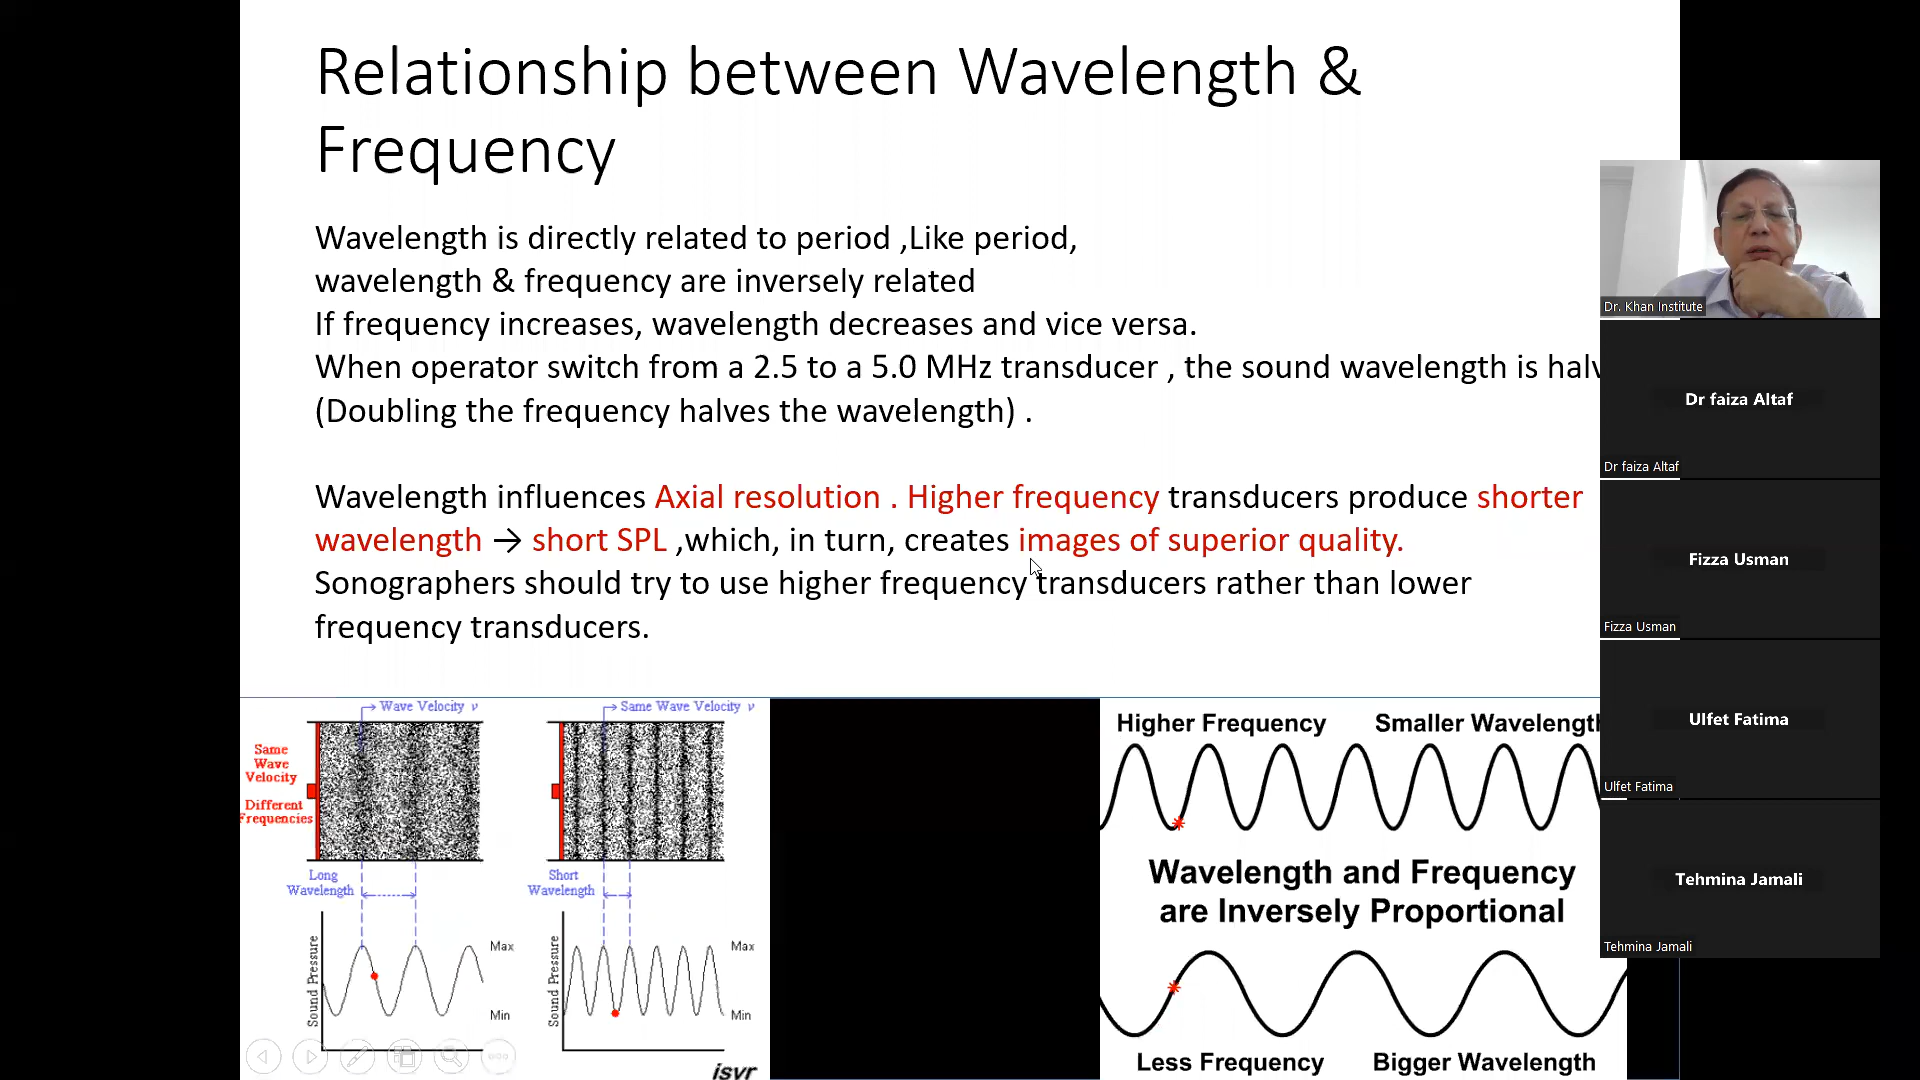 Relationship between Wavelength &
Frequency
Wavelength is directly related to period ,Like period,
wavelength & frequency are inversely related
If frequency increases, wavelength decreases and vice versa.
When operator switch from a 2.5 to a 5.0 MHz transducer , the sound wavelength is halv
(Doubling the frequency halves the wavelength) .
Wavelength influences Axial resolution . Higher frequency transducers produce shorter
wavelength → short SPL ,which, in turn, creates images of superior quality.
Sonographers should try to use higher frequency transducers rather than lower
frequency transducers.
Wave Velocity v
Same
Wave
Velocity
Different
Frequencies
Long
Wavelength
Sound Pressure
Max
Min
Same Wave Velocity v
Short
Wavelength
Sound Pressure
Max
Min
isvr
Higher Frequency Smaller Wavelength
Wavelength and Frequency
are Inversely Proportional
Less Frequency Bigger Wavelength
Dr. Khan Institute
Dr faiza Altaf
Dr faiza Altaf
Fizza Usman
Fizza Usman
Ulfet Fatima
Ulfet Fatima
Tehmina Jamali
Tehmina Jamali